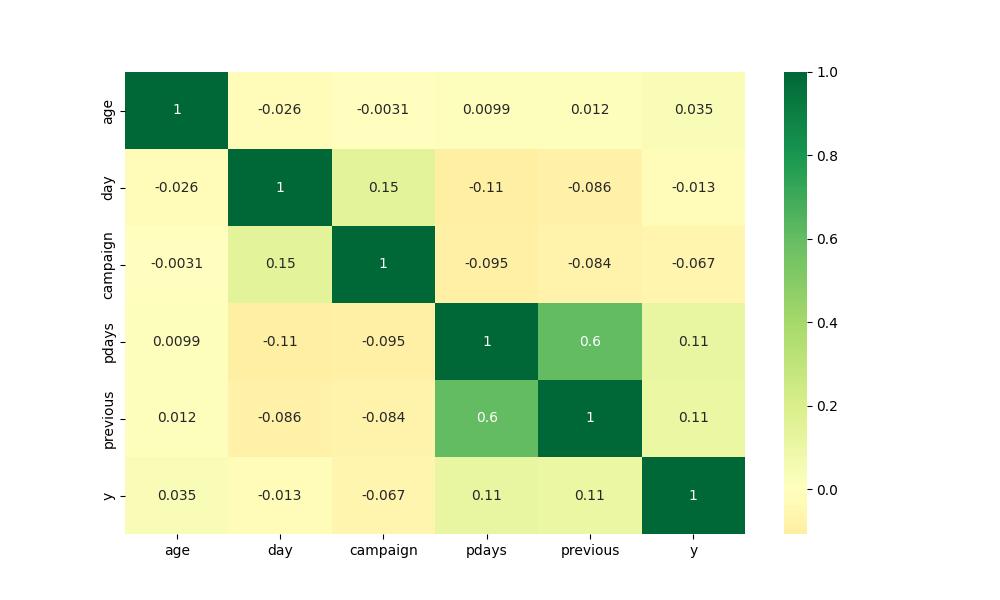 age 1 -0.026 -0.0031 0.0099 0.012 0.035
day -0.026 1 0.15 -0.11 -0.086 -0.013
campaign -0.0031 0.15 1 -0.095 -0.084 -0.067
pdays 0.0099 -0.11 -0.095 1 0.6 0.11
previous 0.012 -0.086 -0.084 0.6 1 0.11
y 0.035 -0.013 -0.067 0.11 0.11 1
age day campaign pdays previous y
1.0
0.8
0.6
0.4
0.2
0.0